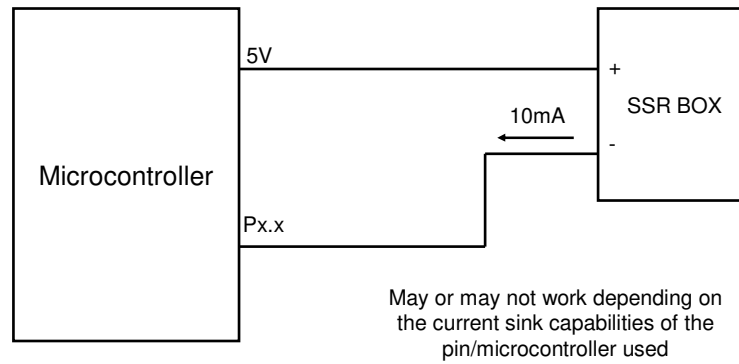 5V
+
SSR BOX
10mA
-
Microcontroller
Px.x
May or may not work depending on
the current sink capabilities of the
pin/microcontroller used